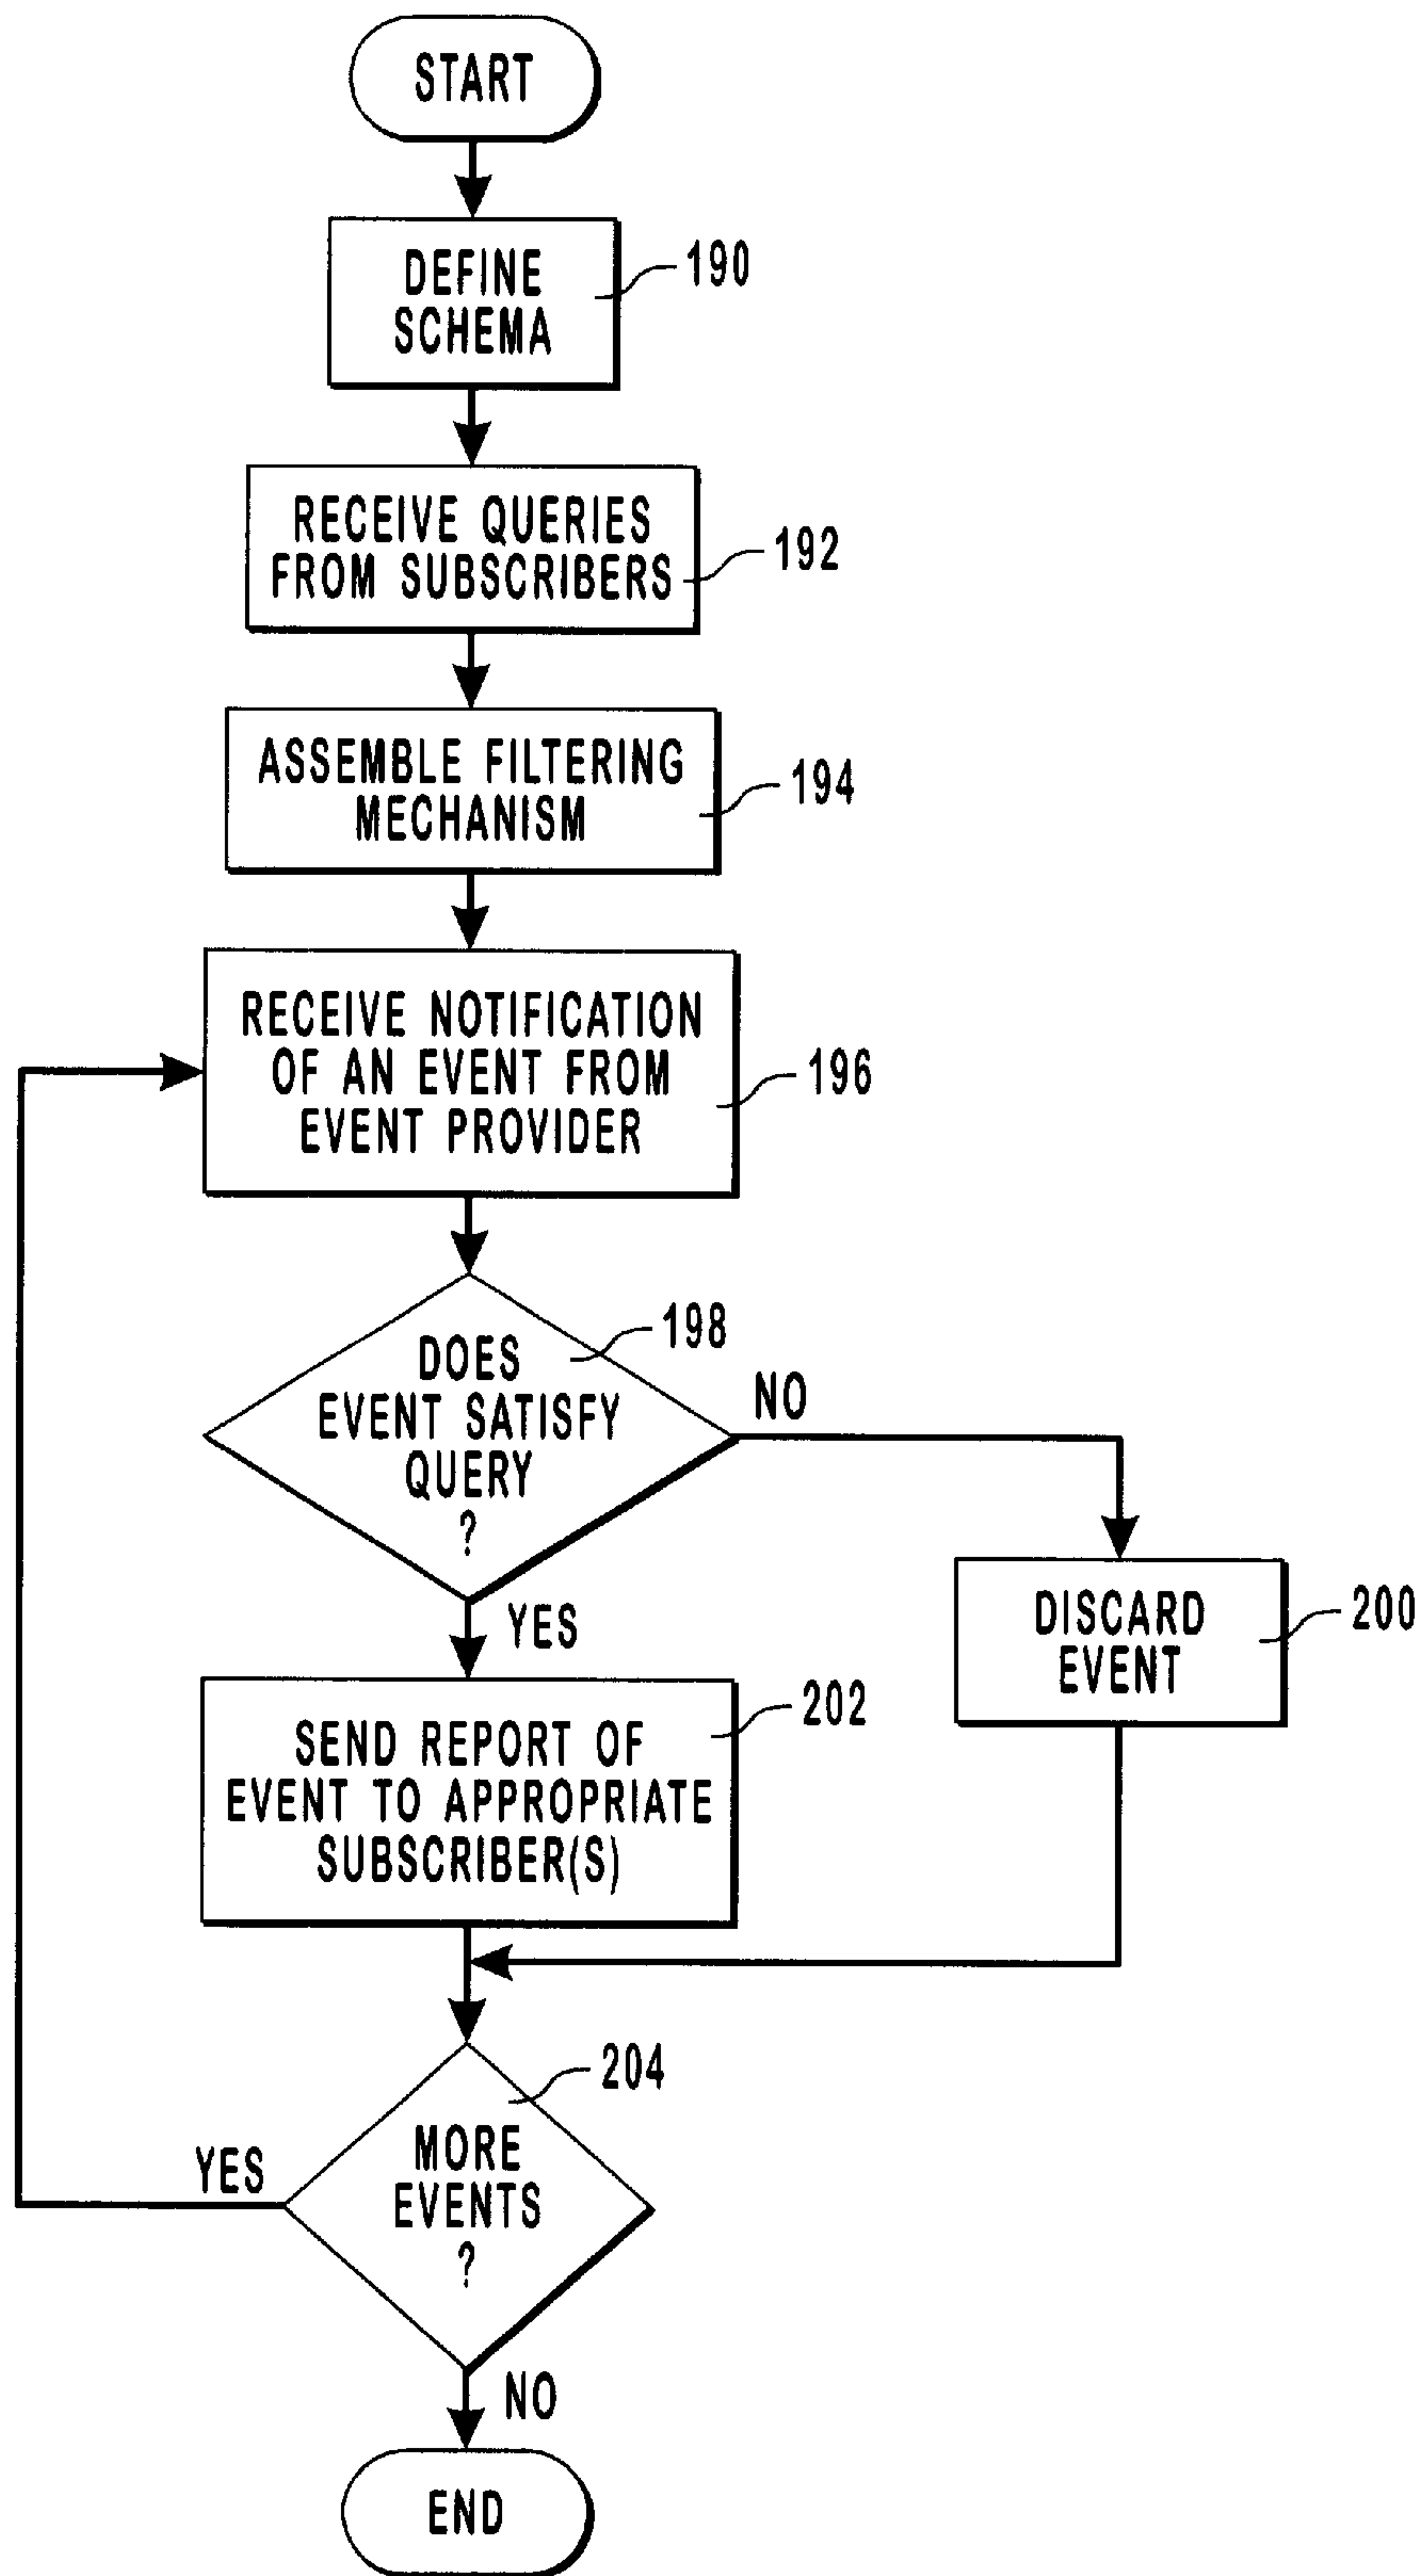 START
DEFINE
SCHEMA
190
RECEIVE QUERIES
FROM SUBSCRIBERS
192
ASSEMBLE FILTERING
MECHANISM
194
RECEIVE NOTIFICATION
OF AN EVENT FROM
EVENT PROVIDER
196
DOES
EVENT SATISFY
QUERY
?
198
NO
YES
DISCARD
EVENT
200
SEND REPORT OF
EVENT TO APPROPRIATE
SUBSCRIBER(S)
202
MORE
EVENTS
?
204
YES
NO
END